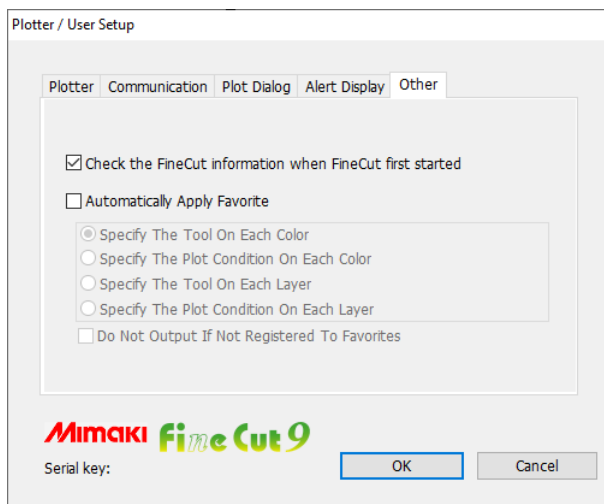 Plotter / User Setup
Plotter Communication Plot Dialog Alert Display Other
Check the FineCut information when FineCut first started
Automatically Apply Favorite
Specify The Tool On Each Color
Specify The Plot Condition On Each Color
Specify The Tool On Each Layer
Specify The Plot Condition On Each Layer
Do Not Output If Not Registered To Favorites
Mimaki Fine Cut 9
Serial key:
OK Cancel